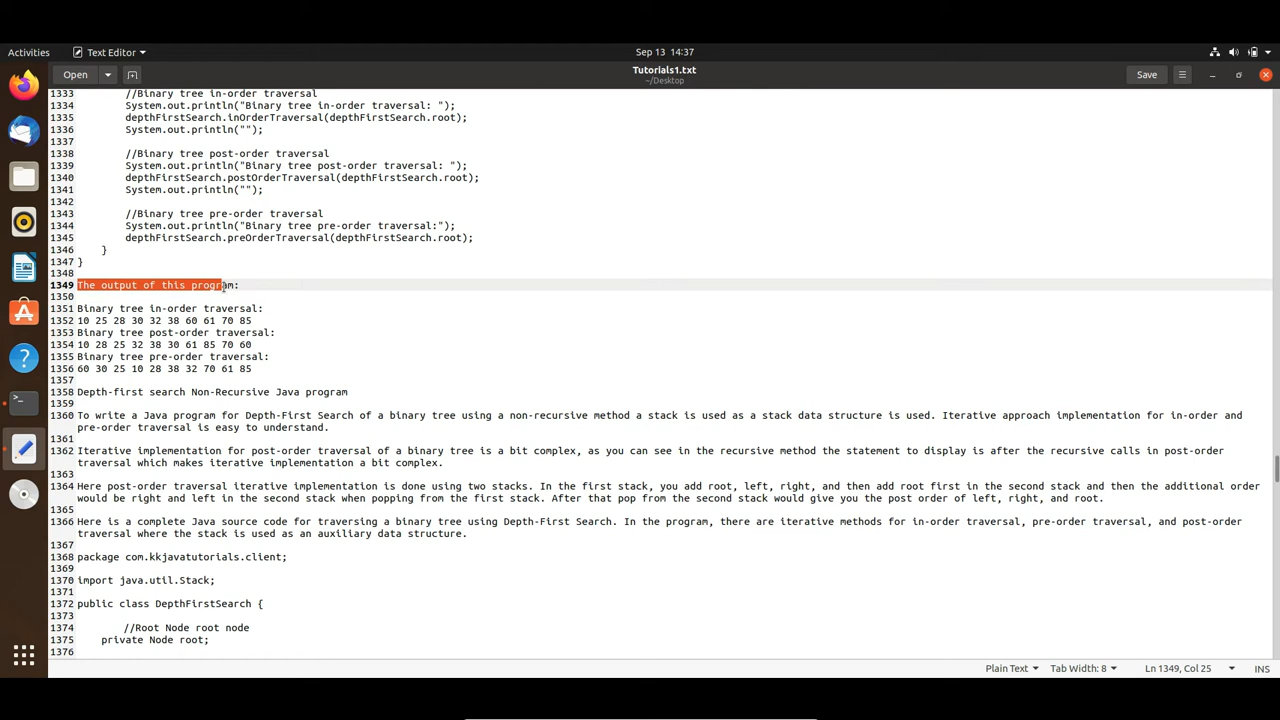 Activities
Text Editor
Sep 13 14:37
Open
Tutorials1.txt
~/Desktop
Save
1333 //Binary tree in-order traversal
1334 System.out.println("Binary tree in-order traversal: ");
1335 depthFirstSearch.inOrderTraversal(depthFirstSearch.root);
1336 System.out.println("");
1337
1338 //Binary tree post-order traversal
1339 System.out.println("Binary tree post-order traversal: ");
1340 depthFirstSearch.postOrderTraversal(depthFirstSearch.root);
1341 System.out.println("");
1342
1343 //Binary tree pre-order traversal
1344 System.out.println("Binary tree pre-order traversal:");
1345 depthFirstSearch.preOrderTraversal(depthFirstSearch.root);
1346 }
1347 }
1348
1349 The output of this program:
1350
1351 Binary tree in-order traversal:
1352 10 25 28 30 32 38 60 61 70 85
1353 Binary tree post-order traversal:
1354 10 28 25 32 38 30 61 85 70 60
1355 Binary tree pre-order traversal:
1356 60 30 25 10 28 38 32 70 61 85
1357
1358 Depth-first search Non-Recursive Java program
1359
1360 To write a Java program for Depth-First Search of a binary tree using a non-recursive method a stack is used as a stack data structure is used. Iterative approach implementation for in-order and
pre-order traversal is easy to understand.
1361
1362 Iterative implementation for post-order traversal of a binary tree is a bit complex, as you can see in the recursive method the statement to display is after the recursive calls in post-order
traversal which makes iterative implementation a bit complex.
1363
1364 Here post-order traversal iterative implementation is done using two stacks. In the first stack, you add root, left, right, and then add root first in the second stack and then the additional order
would be right and left in the second stack when popping from the first stack. After that pop from the second stack would give you the post order of left, right, and root.
1365
1366 Here is a complete Java source code for traversing a binary tree using Depth-First Search. In the program, there are iterative methods for in-order traversal, pre-order traversal, and post-order
traversal where the stack is used as an auxiliary data structure.
1367
1368 package com.kkjavatutorials.client;
1369
1370 import java.util.Stack;
1371
1372 public class DepthFirstSearch {
1373
1374 //Root Node root node
1375 private Node root;
1376
Plain Text
Tab Width: 8
Ln 1349, Col 25
INS